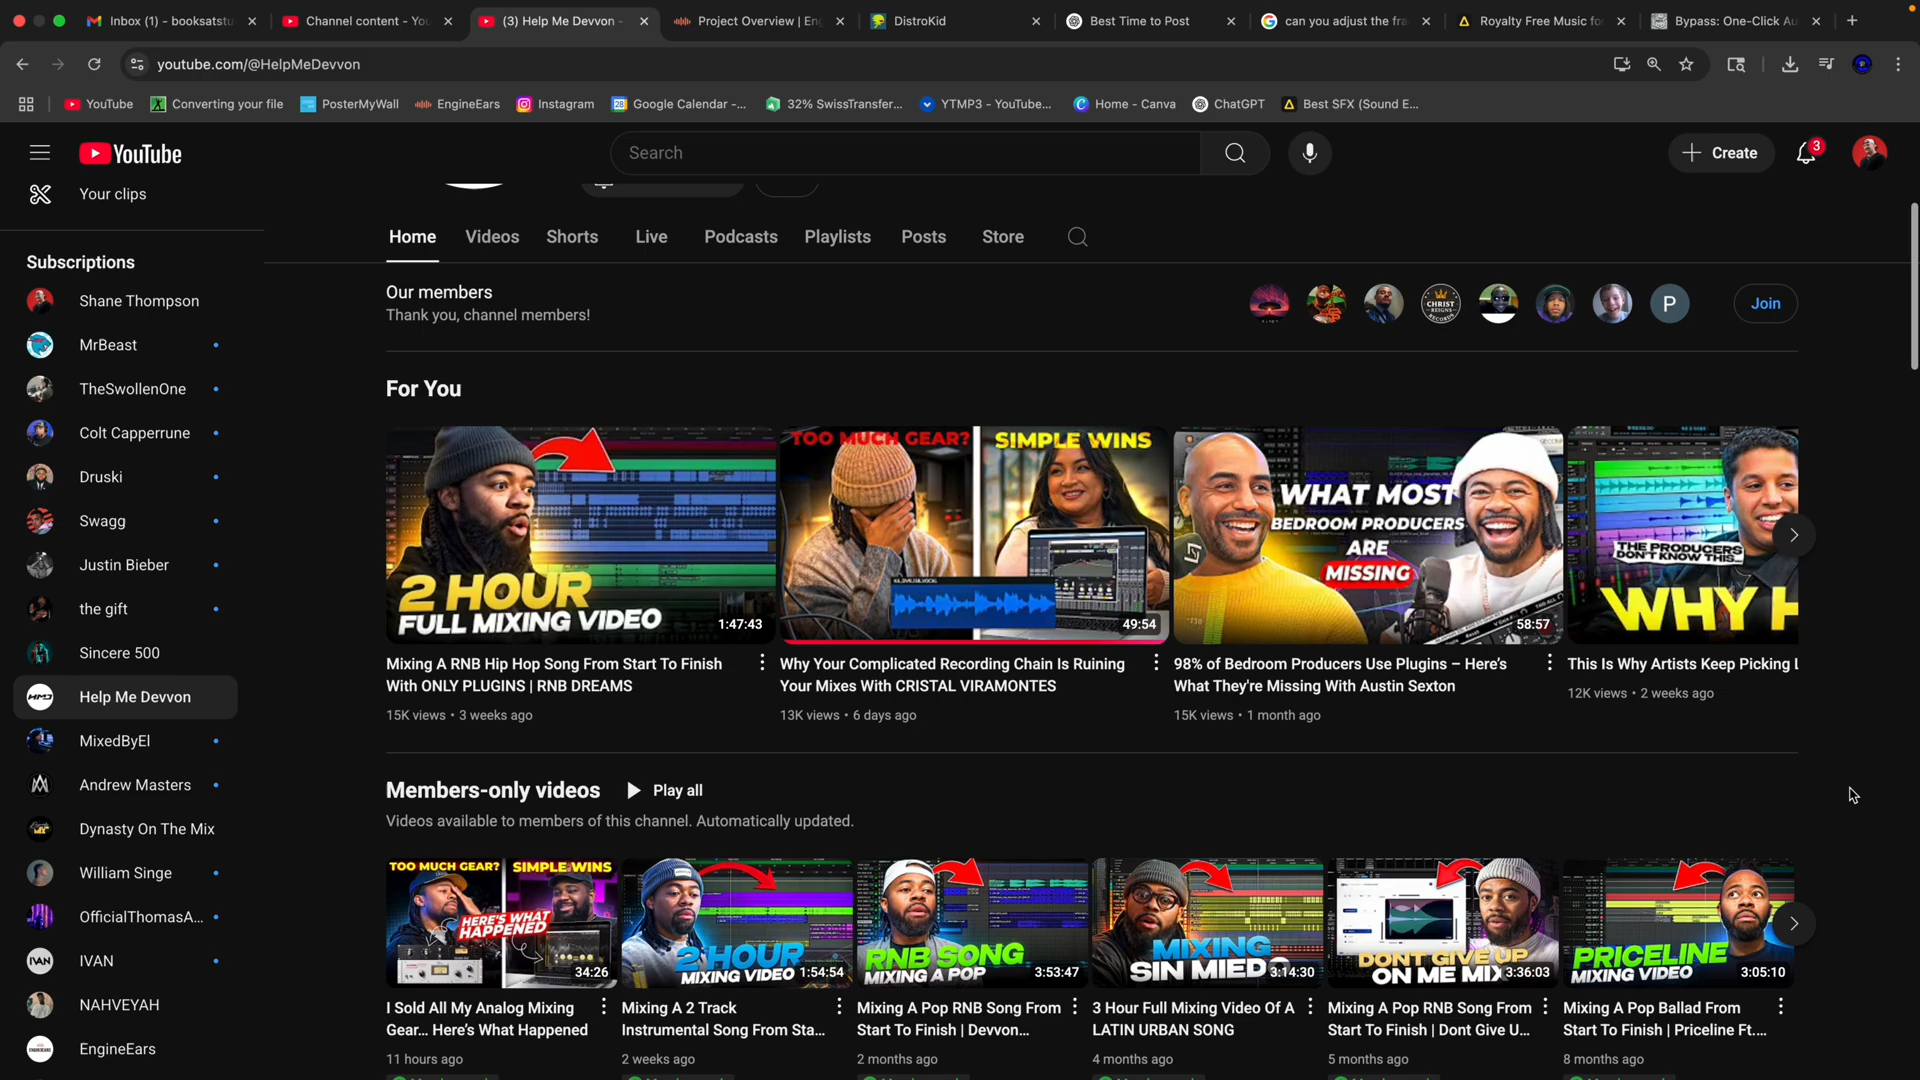 Inbox (1) – booksatstu
Channel content - You
(3) Help Me Devvon -
Project Overview | Eng
DistroKid
Best Time to Post
can you adjust the fra
Royalty Free Music fo
Bypass: One-Click Au
youtube.com/@HelpMeDevvon
YouTube
Converting your file
PosterMyWall
EngineEars
Instagram
Google Calendar -...
32% SwissTransfer...
YTMP3 - YouTube...
Home - Canva
ChatGPT
Best SFX (Sound E...
YouTube
Search
Create
3
Your clips
Home
Videos
Shorts
Live
Podcasts
Playlists
Posts
Store
Subscriptions
Shane Thompson
MrBeast
TheSwollenOne
Colt Capperrune
Druski
Swagg
Justin Bieber
the gift
Sincere 500
Help Me Devvon
MixedByEl
Andrew Masters
Dynasty On The Mix
William Singe
OfficialThomasA...
IVAN
NAHVEYAH
EngineEars
Our members
Thank you, channel members!
CHRIST
REIGNS
RECORDS
P
Join
For You
2 HOUR
FULL MIXING VIDEO
1:47:43
TOO MUCH GEAR?
SIMPLE WINS
49:54
WHAT MOST
BEDROOM PRODUCERS
ARE
MISSING
58:57
THE PRODUCERS
DON'T KNOW THIS...
WHY H
Mixing A RNB Hip Hop Song From Start To Finish
With ONLY PLUGINS | RNB DREAMS
15K views • 3 weeks ago
Why Your Complicated Recording Chain Is Ruining
Your Mixes With CRISTAL VIRAMONTES
13K views • 6 days ago
98% of Bedroom Producers Use Plugins – Here's
What They're Missing With Austin Sexton
15K views • 1 month ago
This Is Why Artists Keep Picking L
12K views • 2 weeks ago
Members-only videos
Play all
Videos available to members of this channel. Automatically updated.
TOO MUCH GEAR?
SIMPLE WINS
HERE'S WHAT
HAPPENED
34:26
2 HOUR
MIXING VIDEO
1:54:54
RNB SONG
MIXING A POP
3:53:47
MIXING
SIN MIEDO
3:14:30
DONT GIVE UP
ON ME MIX
3:36:03
PRICELINE
MIXING VIDEO
3:05:10
I Sold All My Analog Mixing
Gear... Here's What Happened
11 hours ago
Mixing A 2 Track
Instrumental Song From Sta...
2 weeks ago
Mixing A Pop RNB Song From
Start To Finish | Devvon...
2 months ago
3 Hour Full Mixing Video Of A
LATIN URBAN SONG
4 months ago
Mixing A Pop RNB Song From
Start To Finish | Dont Give U...
5 months ago
Mixing A Pop Ballad From
Start To Finish | Priceline Ft....
8 months ago